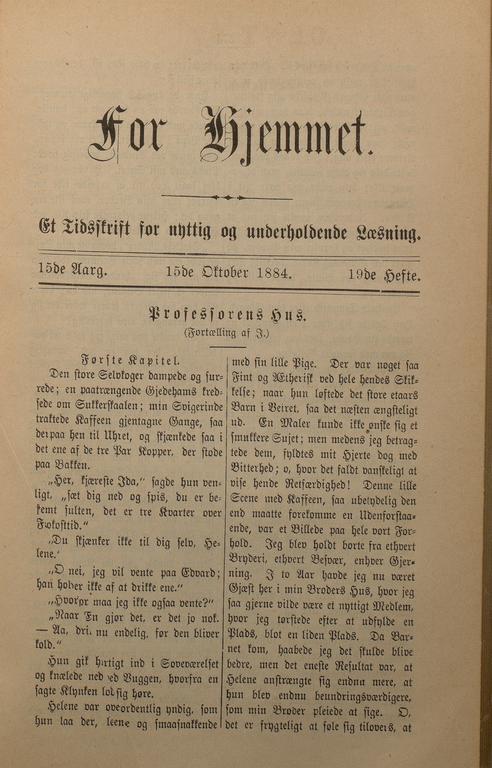 For Hjemmet.
Et Tidsskrift for nyttig og underholdende Læsning.
15de Aarg. 15de Oktober 1884. 19de Hefte.
Professorens Hus.
(Fortælling af J.)
Første Kapitel.
Den store Selvkoger dampede og sur-
rede; en paatrængende Gjedehams kred-
sede om Sukkerskaalen; min Svigerinde
traktede Kaffeen gjentagne Gange, saa
derpaa hen til Uhret, og skjænkede saa i
det ene af de tre Par Kopper, der stode
paa Bakken.
„Her, kjæreste Ida,“ sagde hun ven-
ligt, „sæt dig ned og spis, du er be-
stemt sulten, det er tre Kvarter over
Frokosttid.“
„Du skjænker ikke til dig selv, He-
lene.“
„O nei, jeg vil vente paa Edvard;
han holder ikke af at drikke ene.“
„Hvorfor maa jeg ikke ogsaa vente?“
„Naar En gjør det, er det jo nok.
— Aa, drik nu endelig, før den bliver
kold.“
Hun gik hurtigt ind i Soveværelset
og knælede ned ved Vuggen, hvorfra en
sagte Klynken lod sig høre.
Helene var overordentlig yndig, som
hun laa der, leende og smaasnakkende
med sin lille Pige. Der var noget saa
Fint og Ætherisk ved hele hendes Skik-
kelse; naar hun løftede det store etaars
Barn i Veiret, saa det næsten ængsteligt
ud. En Maler kunde ikke ønske sig et
smukkere Sujet; men medens jeg betrag-
tede dem, fyldtes mit Hjerte dog med
Bitterhed; o, hvor det faldt vanskeligt at
vise hende Retfærdighed! Denne lille
Scene med Kaffeen, saa ubetydelig den
end maatte forekomme en Udenforstaa-
ende, var et Billede paa hele vort For-
hold. Jeg blev holdt borte fra ethvert
Bryderi, ethvert Besvær, enhver Gjer-
ning. I to Aar havde jeg nu været
Gjæst her i min Broders Hus, hvor jeg
saa gjerne vilde være et nyttigt Medlem,
hvor jeg tørstede efter at udfylde en
Plads, blot en liden Plads. Da Bar-
net kom, haabede jeg det skulde blive
bedre, men det eneste Resultat var, at
Helene anstrængte sig endnu mere, at
hun blev endnu beundringsværdigere,
som min Broder pleiede at sige. O,
det er frygteligt at føle sig tilovers, at